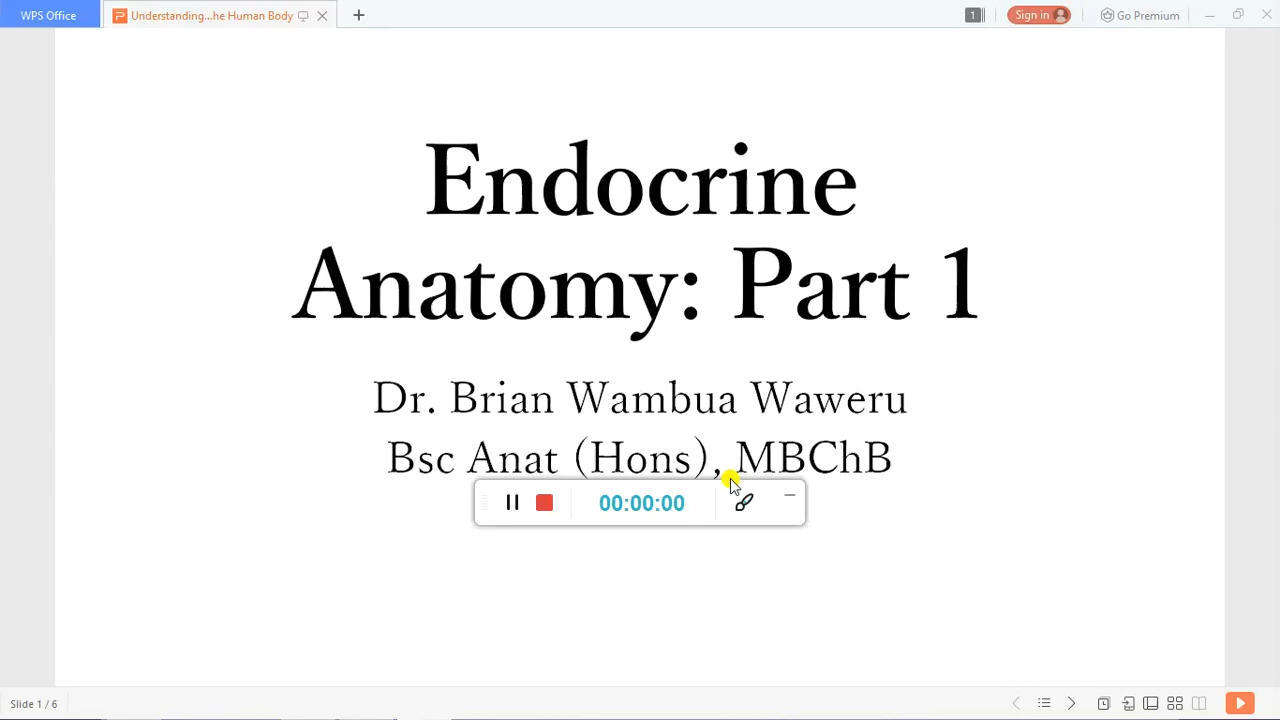 WPS Office
Understanding...he Human Body
1
Sign in
Go Premium
Endocrine
Anatomy: Part 1
Dr. Brian Wambua Waweru
Bsc Anat (Hons), MBChB
00:00:00
Slide 1 / 6